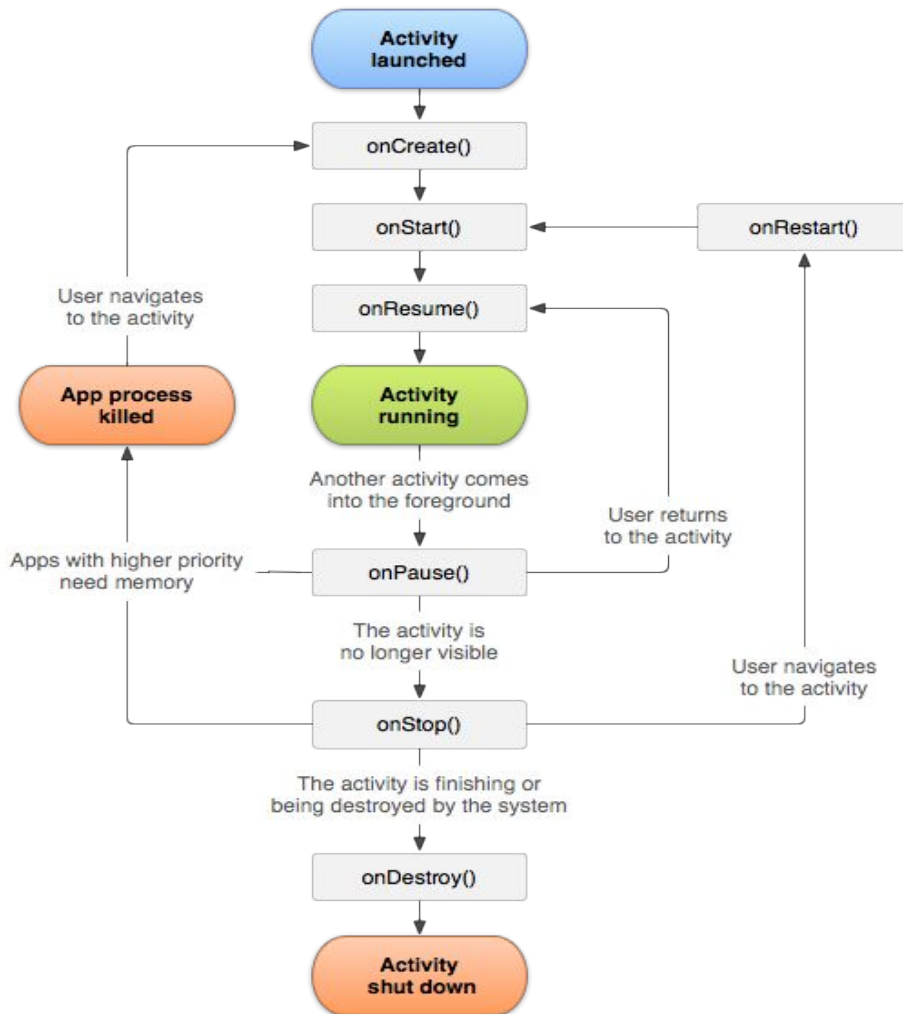 Activity
launched
onCreate()
onStart()
onRestart()
User navigates
to the activity
onResume()
App process
killed
Activity
running
Another activity comes
into the foreground
User returns
to the activity
Apps with higher priority
need memory
onPause()
The activity is
no longer visible
User navigates
to the activity
onStop()
The activity is finishing or
being destroyed by the system
onDestroy()
Activity
shut down